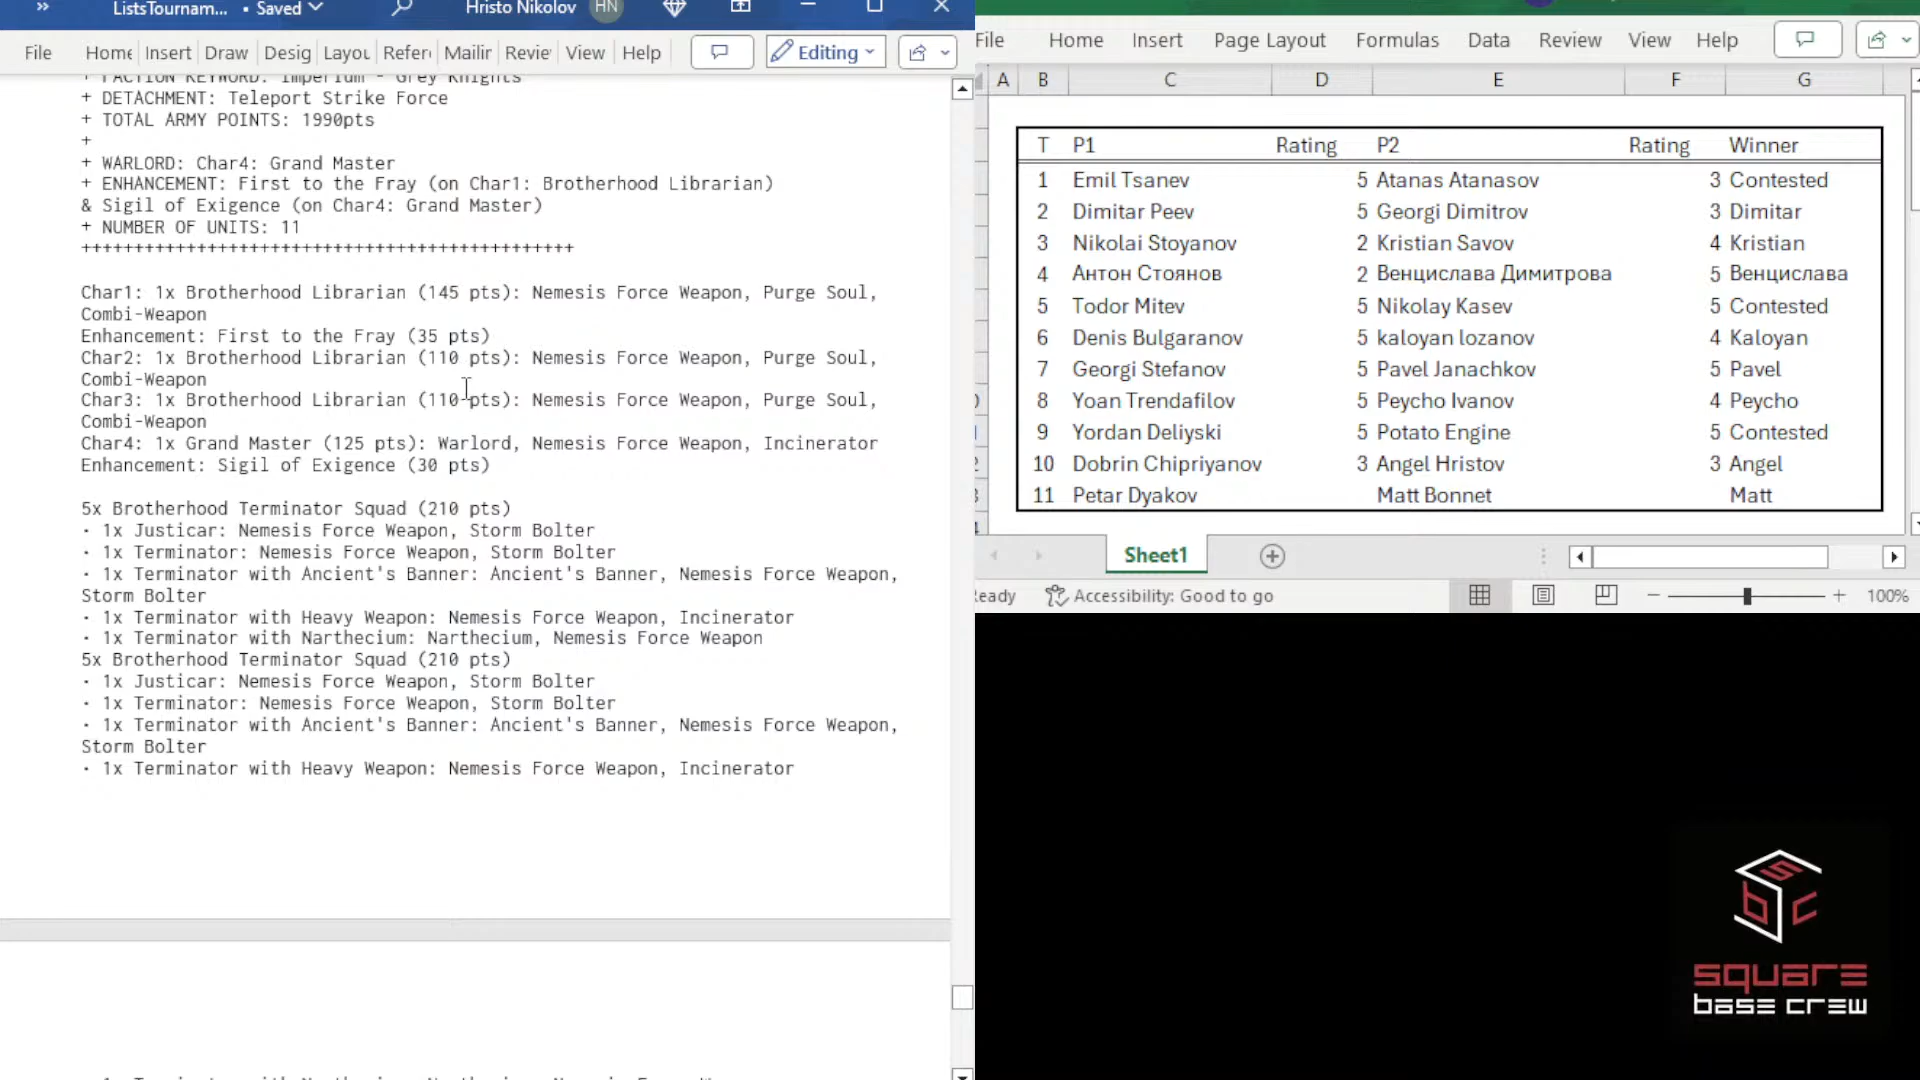 ListsTournam... • Saved
Hristo Nikolov HN
File Home Insert Draw Desig Layou Refer Mailir Revie View Help Editing
+ FACTION KEYWORD: Imperium - Grey Knights
+ DETACHMENT: Teleport Strike Force
+ TOTAL ARMY POINTS: 1990pts
+
+ WARLORD: Char4: Grand Master
+ ENHANCEMENT: First to the Fray (on Char1: Brotherhood Librarian)
& Sigil of Exigence (on Char4: Grand Master)
+ NUMBER OF UNITS: 11
+++++++++++++++++++++++++++++++++++++++++++++++
Char1: 1x Brotherhood Librarian (145 pts): Nemesis Force Weapon, Purge Soul,
Combi-Weapon
Enhancement: First to the Fray (35 pts)
Char2: 1x Brotherhood Librarian (110 pts): Nemesis Force Weapon, Purge Soul,
Combi-Weapon
Char3: 1x Brotherhood Librarian (110 pts): Nemesis Force Weapon, Purge Soul,
Combi-Weapon
Char4: 1x Grand Master (125 pts): Warlord, Nemesis Force Weapon, Incinerator
Enhancement: Sigil of Exigence (30 pts)
5x Brotherhood Terminator Squad (210 pts)
· 1x Justicar: Nemesis Force Weapon, Storm Bolter
· 1x Terminator: Nemesis Force Weapon, Storm Bolter
· 1x Terminator with Ancient's Banner: Ancient's Banner, Nemesis Force Weapon,
Storm Bolter
· 1x Terminator with Heavy Weapon: Nemesis Force Weapon, Incinerator
· 1x Terminator with Narthecium: Narthecium, Nemesis Force Weapon
5x Brotherhood Terminator Squad (210 pts)
· 1x Justicar: Nemesis Force Weapon, Storm Bolter
· 1x Terminator: Nemesis Force Weapon, Storm Bolter
· 1x Terminator with Ancient's Banner: Ancient's Banner, Nemesis Force Weapon,
Storm Bolter
· 1x Terminator with Heavy Weapon: Nemesis Force Weapon, Incinerator
File Home Insert Page Layout Formulas Data Review View Help
A B C D E F G
T P1 Rating P2 Rating Winner
1 Emil Tsanev 5 Atanas Atanasov 3 Contested
2 Dimitar Peev 5 Georgi Dimitrov 3 Dimitar
3 Nikolai Stoyanov 2 Kristian Savov 4 Kristian
4 Антон Стоянов 2 Венцислава Димитрова 5 Венцислава
5 Todor Mitev 5 Nikolay Kasev 5 Contested
6 Denis Bulgaranov 5 kaloyan lozanov 4 Kaloyan
7 Georgi Stefanov 5 Pavel Janachkov 5 Pavel
8 Yoan Trendafilov 5 Peycho Ivanov 4 Peycho
9 Yordan Deliyski 5 Potato Engine 5 Contested
10 Dobrin Chipriyanov 3 Angel Hristov 3 Angel
11 Petar Dyakov Matt Bonnet Matt
Sheet1
eady Accessibility: Good to go 100%
sbc
square
base crew